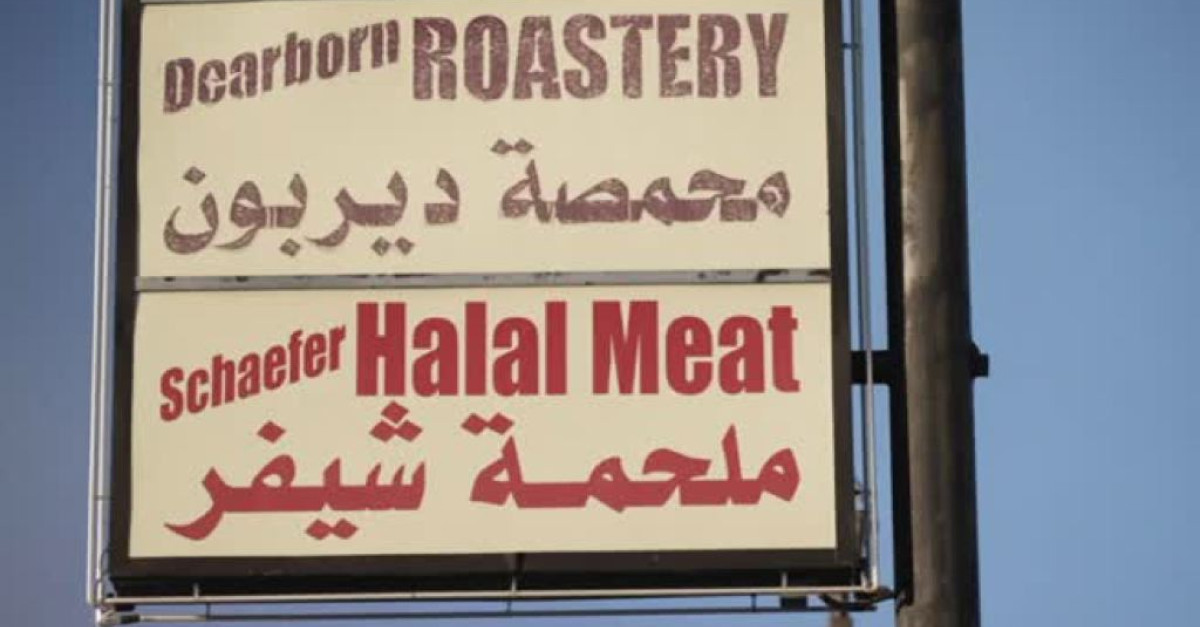 Dearborn ROASTERY
محمصة ديربون
Schaefer Halal Meat
ملحمة شيفر